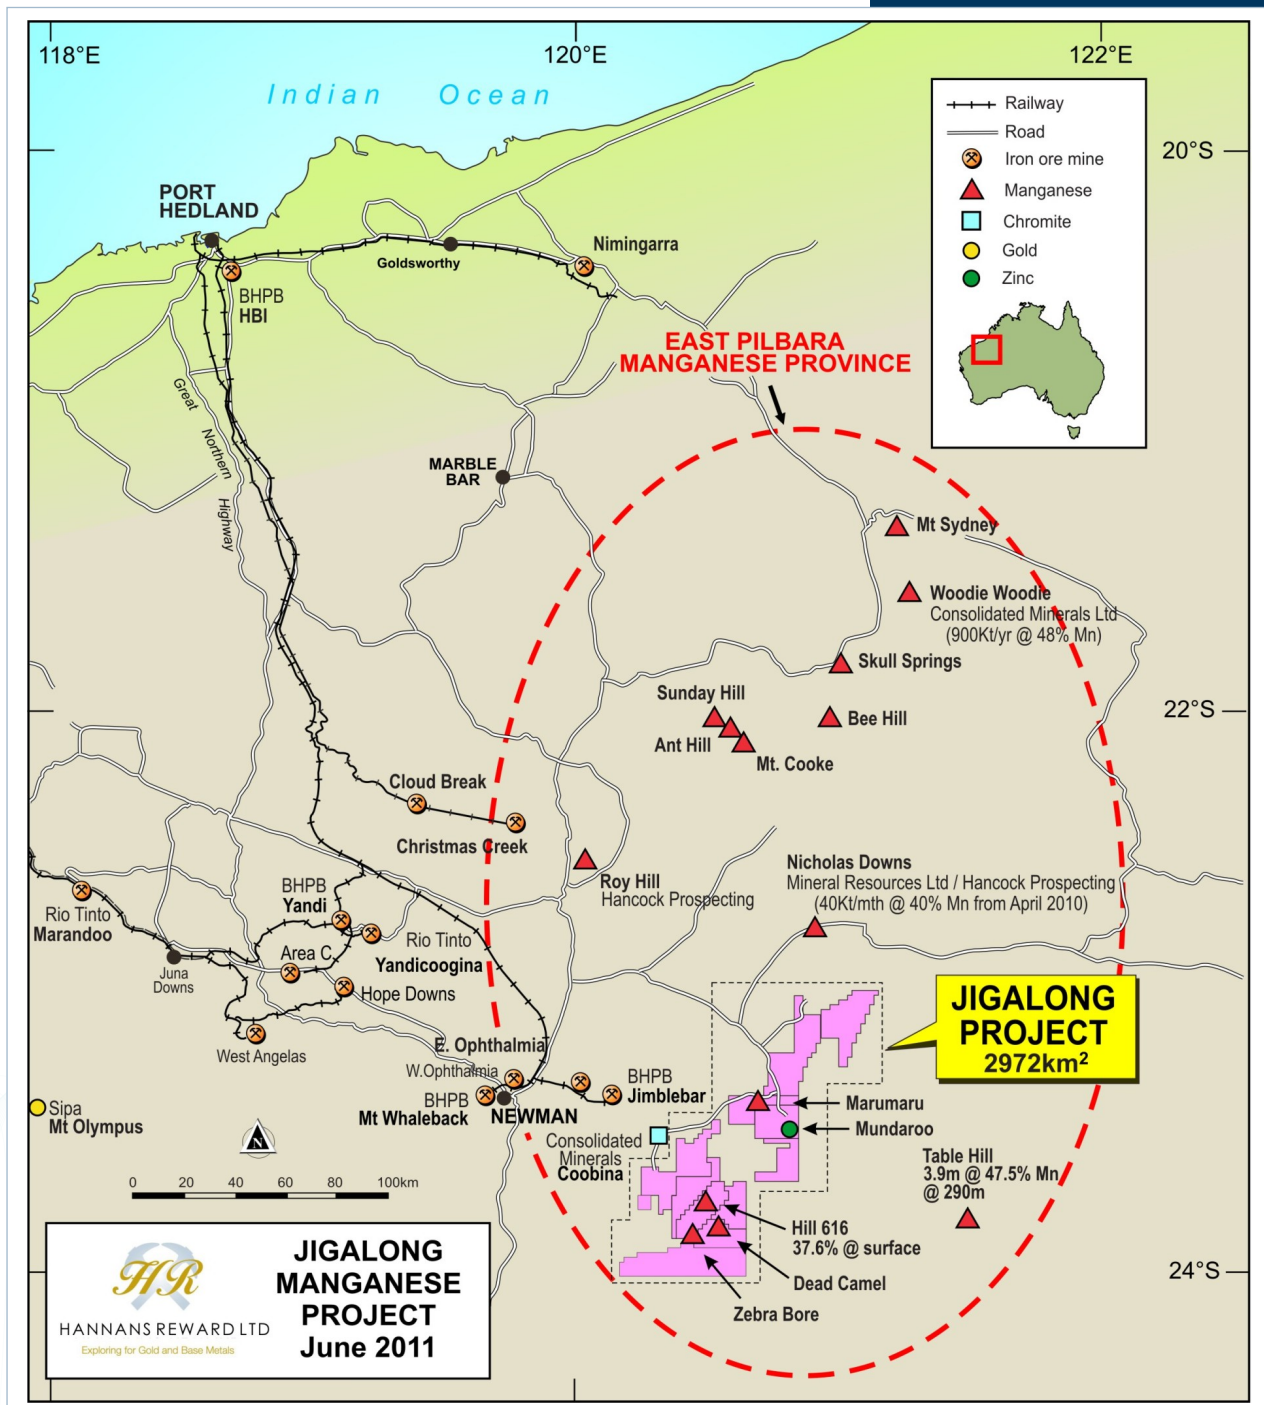 118°E
120°E
122°E
Indian Ocean
Railway
Road
Iron ore mine
Manganese
Chromite
Gold
Zinc
20°S
PORT
HEDLAND
Goldsworthy
Nimingarra
BHPB
HBI
EAST PILBARA
MANGANESE PROVINCE
Great
Northern
Highway
MARBLE
BAR
Mt Sydney
Woodie Woodie
Consolidated Minerals Ltd
(900Kt/yr @ 48% Mn)
Skull Springs
Sunday Hill
22°S
Bee Hill
Ant Hill
Mt. Cooke
Cloud Break
Christmas Creek
Roy Hill
Hancock Prospecting
Nicholas Downs
Mineral Resources Ltd / Hancock Prospecting
(40Kt/mth @ 40% Mn from April 2010)
BHPB
Yandi
Rio Tinto
Marandoo
Rio Tinto
Yandicoogina
Area C
Juna
Downs
Hope Downs
JIGALONG
PROJECT
2972km²
West Angelas
E. Ophthalmia
W.Ophthalmia
BHPB
Jimblebar
BHPB
Mt Whaleback
NEWMAN
Sipa
Mt Olympus
N
Marumaru
Mundaroo
Consolidated
Minerals
Coobina
Table Hill
3.9m @ 47.5% Mn
@ 290m
0 20 40 60 80 100km
Hill 616
37.6% @ surface
Dead Camel
Zebra Bore
24°S
HR
HANNANS REWARD LTD
Exploring for Gold and Base Metals
JIGALONG
MANGANESE
PROJECT
June 2011